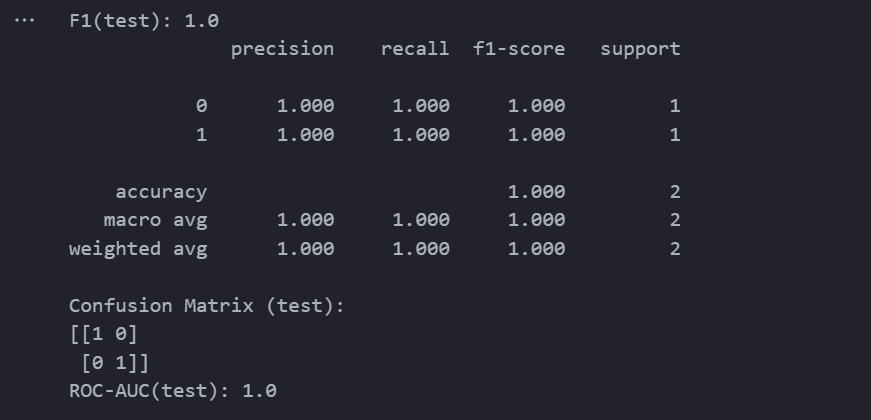 ... F1(test): 1.0
precision recall f1-score support
0 1.000 1.000 1.000 1
1 1.000 1.000 1.000 1
accuracy 1.000 2
macro avg 1.000 1.000 1.000 2
weighted avg 1.000 1.000 1.000 2
Confusion Matrix (test):
[[1 0]
[0 1]]
ROC-AUC(test): 1.0